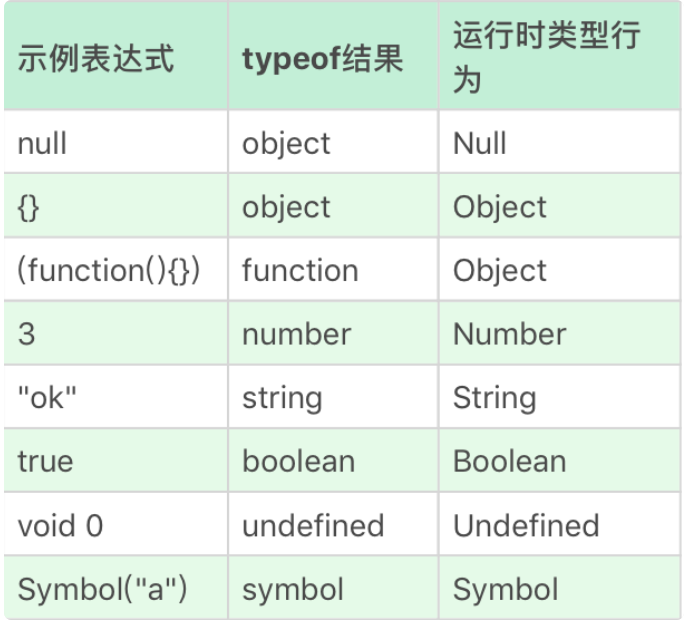 示例表达式 typeof结果 运行时类型行
为
null object Null
{} object Object
(function(){}) function Object
3 number Number
"ok" string String
true boolean Boolean
void 0 undefined Undefined
Symbol("a") symbol Symbol